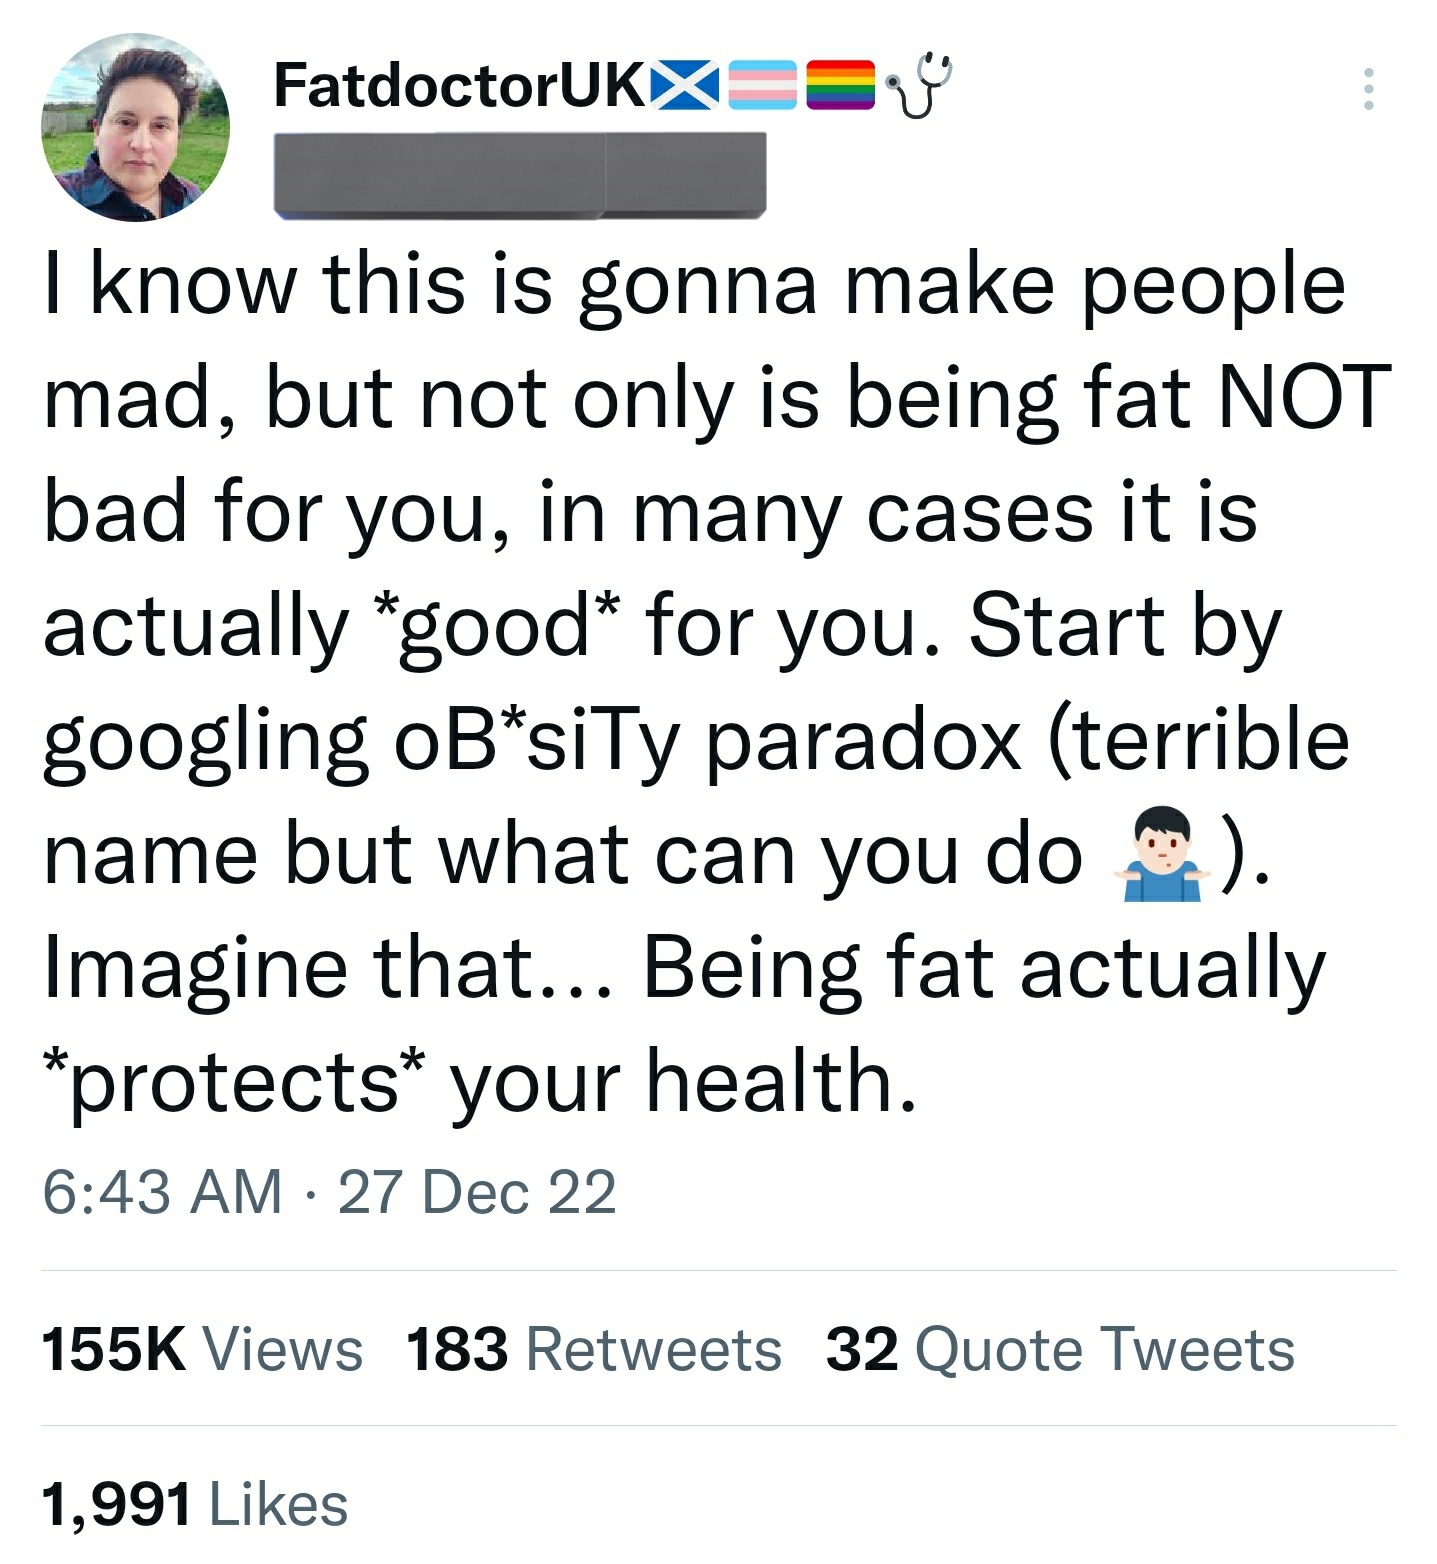 FatdoctorUK🏴󠁧󠁢󠁳󠁣󠁴󠁿🏳️‍⚧️🏳️‍🌈🩺
I know this is gonna make people
mad, but not only is being fat NOT
bad for you, in many cases it is
actually *good* for you. Start by
googling oB*siTy paradox (terrible
name but what can you do 🤷🏻‍♂️).
Imagine that... Being fat actually
*protects* your health.
6:43 AM · 27 Dec 22
155K Views 183 Retweets 32 Quote Tweets
1,991 Likes